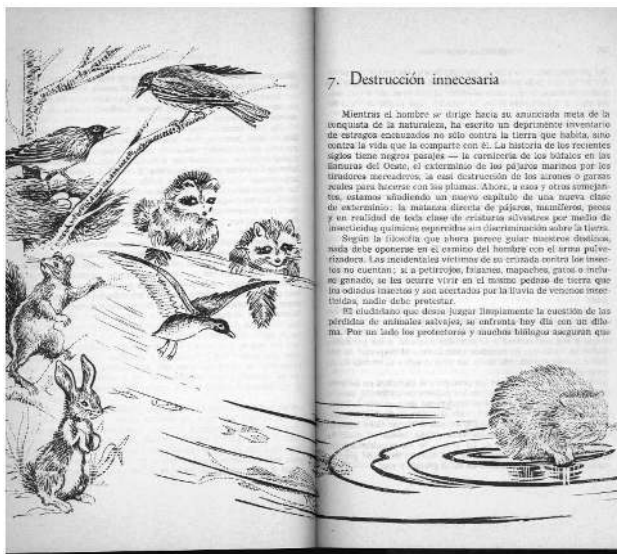 7. Destrucción innecesaria
Mientras el hombre se dirige hacia su anunciada meta de la
conquista de la naturaleza, ha escrito un deprimente inventario
de estragos encauzados no sólo contra la tierra que habita, sino
contra la vida que la comparte con él. La historia de los recientes
siglos tiene negros pasajes — la carnicería de los búfalos en las
llanuras del Oeste, el exterminio de los pájaros marinos por los
tiradores mercaderes, la casi destrucción de los airones o garzas
reales para hacerse con las plumas. Ahora, a esos y otros semejan-
tes, estamos añadiendo un nuevo capítulo de una nueva clase
de exterminio: la matanza directa de pájaros, mamíferos, peces
y en realidad de toda clase de criaturas silvestres por medio de
insecticidas químicos esparcidos sin discriminación sobre la tierra.
Según la filosofía que ahora parece guiar nuestros destinos,
nada debe oponerse en el camino del hombre con el arma pulve-
rizadora. Las incidentales víctimas de su cruzada contra los insec-
tos no cuentan; si a petirrojos, faisanes, mapaches, gatos o inclu-
so ganado, se les ocurre vivir en el mismo pedazo de tierra que
los odiados insectos y son acertados por la lluvia de venenos insec-
ticidas, nadie debe protestar.
El ciudadano que desea juzgar limpiamente la cuestión de las
pérdidas de animales salvajes, se enfrenta hoy día con un dile-
ma. Por un lado los protectores y muchos biólogos aseguran que